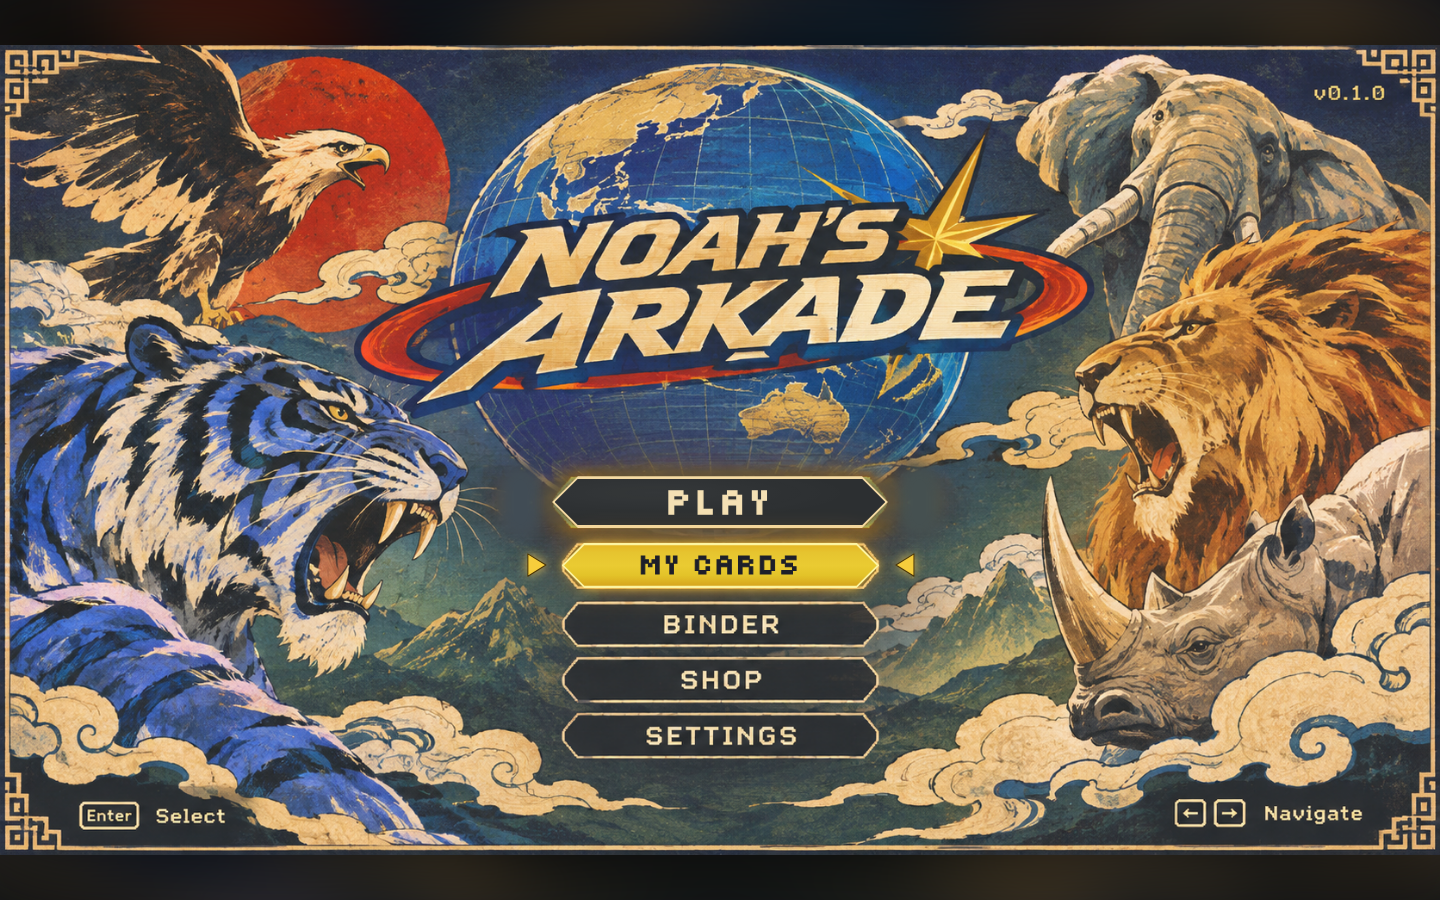 v0.1.0
NOAH'S
ARKADE
PLAY
MY CARDS
BINDER
SHOP
SETTINGS
Enter Select
← → Navigate